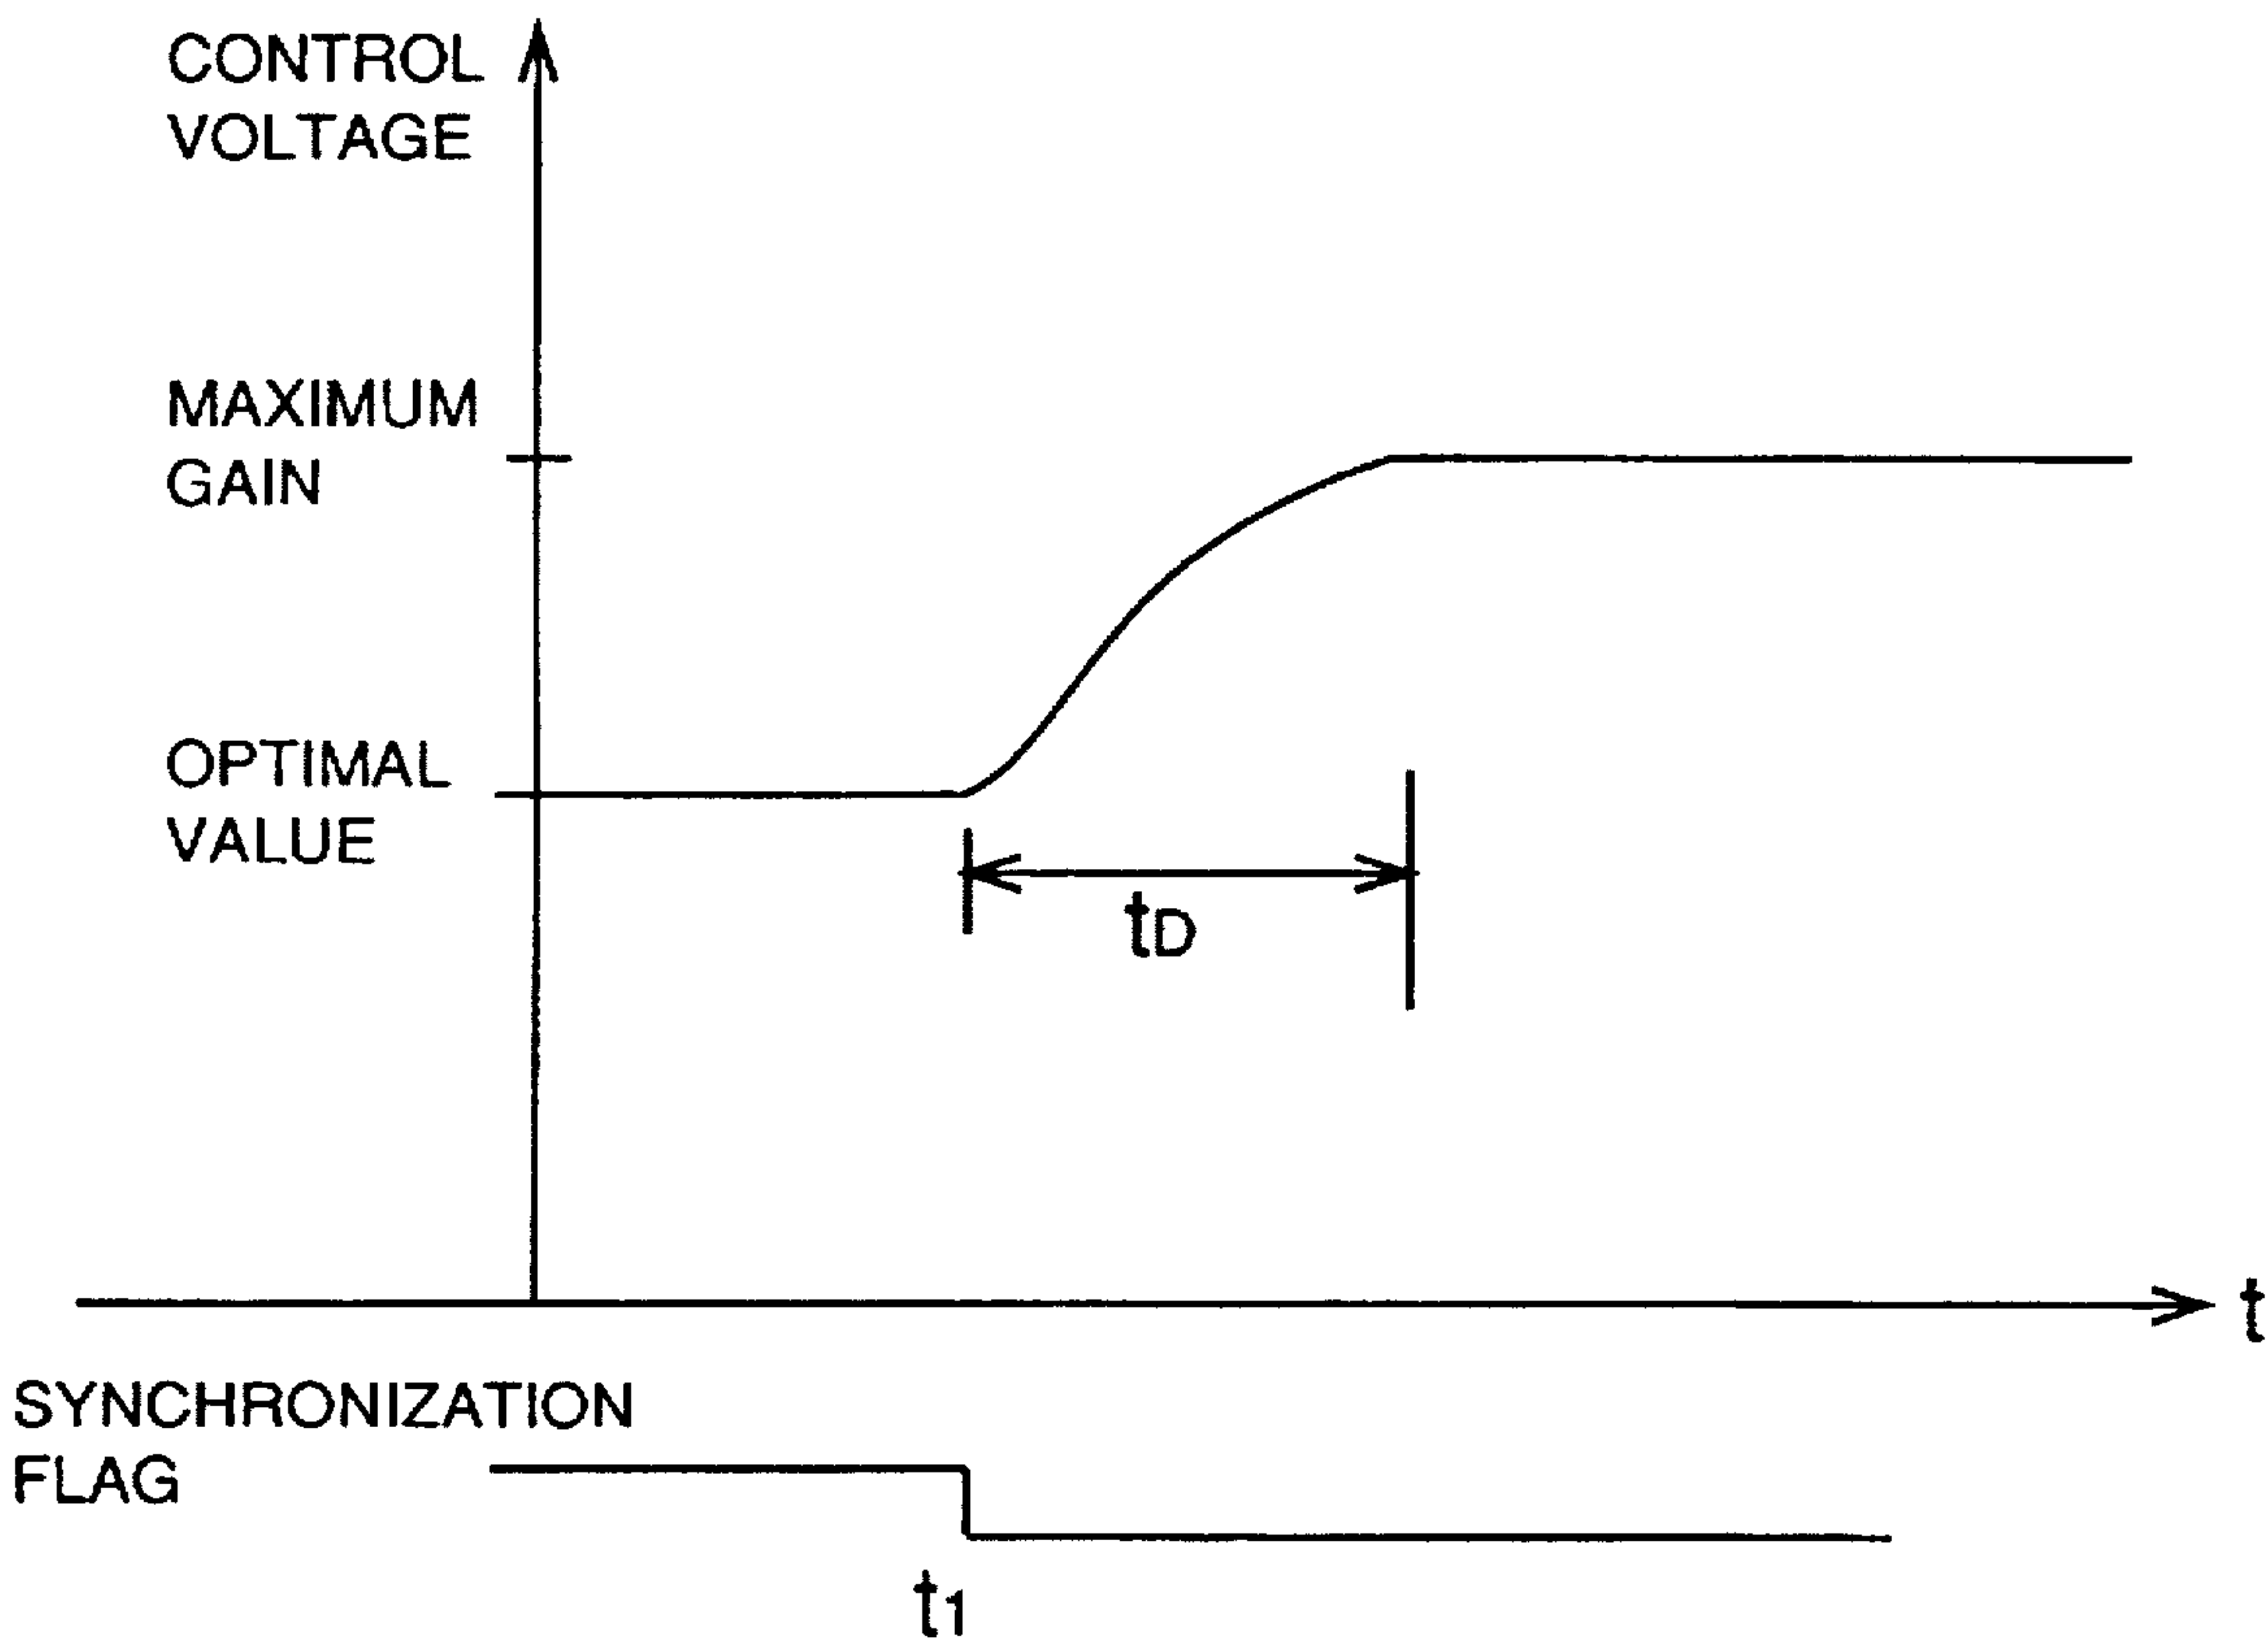 CONTROL
VOLTAGE
MAXIMUM
GAIN
OPTIMAL
VALUE
tD
t
SYNCHRONIZATION
FLAG
t1